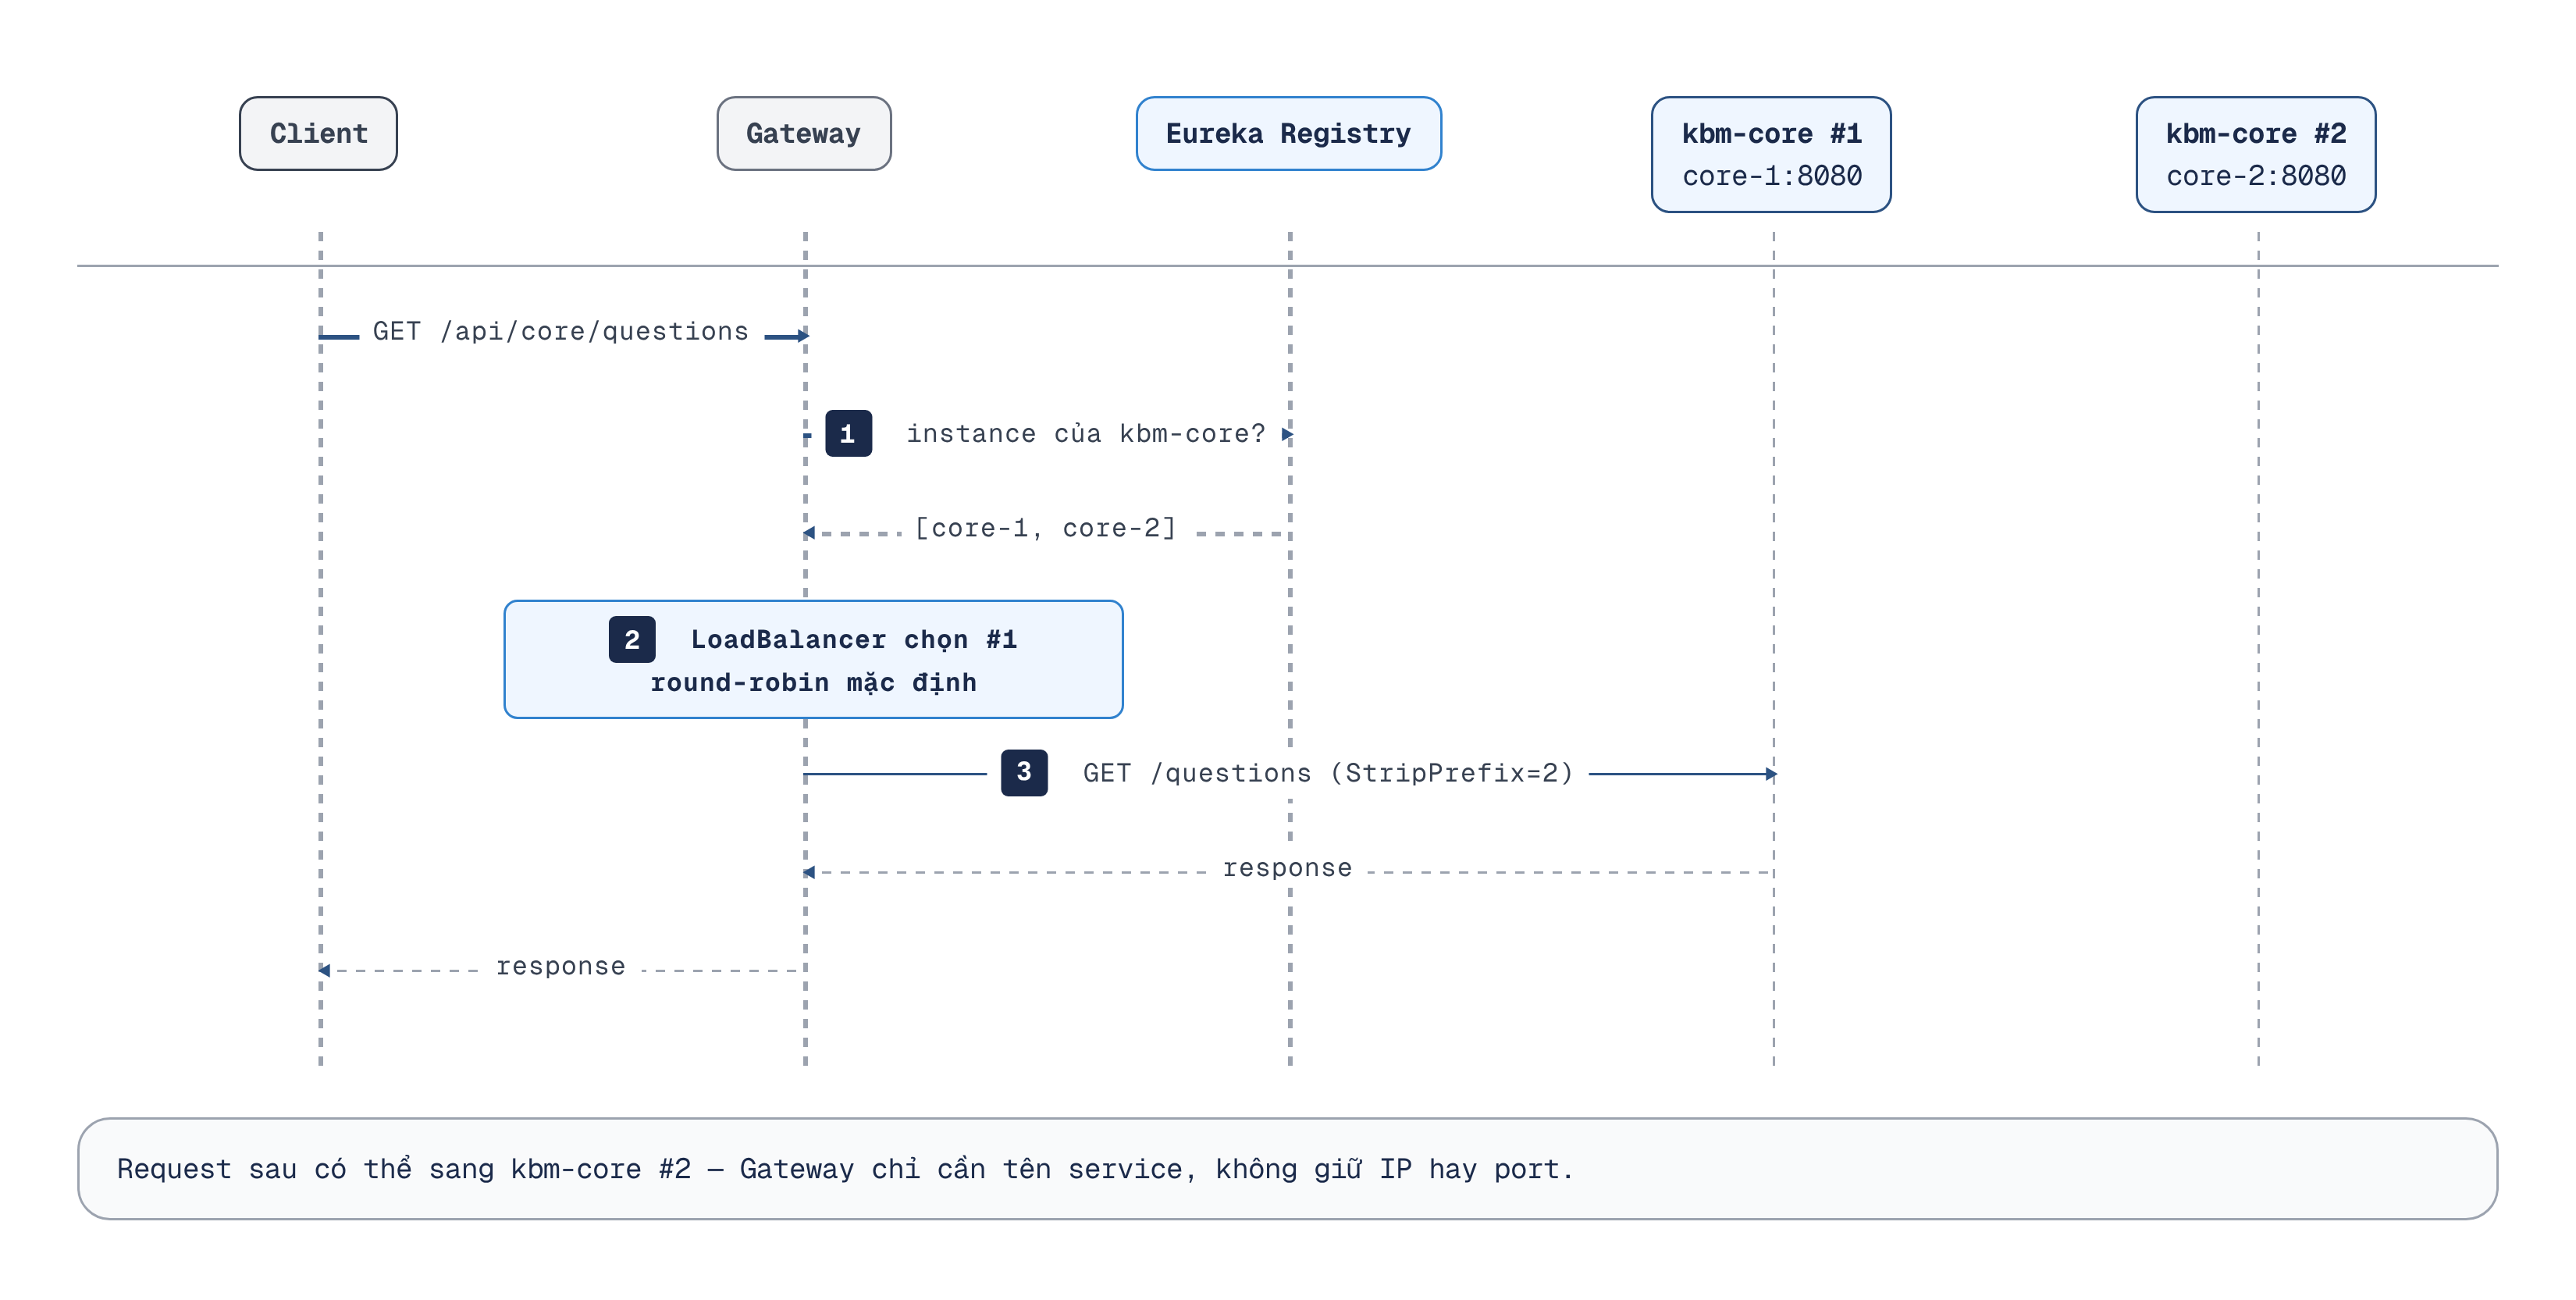 Client
Gateway
Eureka Registry
kbm-core #1
core-1:8080
kbm-core #2
core-2:8080
GET /api/core/questions
1 instance của kbm-core?
[core-1, core-2]
2 LoadBalancer chọn #1
round-robin mặc định
3 GET /questions (StripPrefix=2)
response
response
Request sau có thể sang kbm-core #2 — Gateway chỉ cần tên service, không giữ IP hay port.